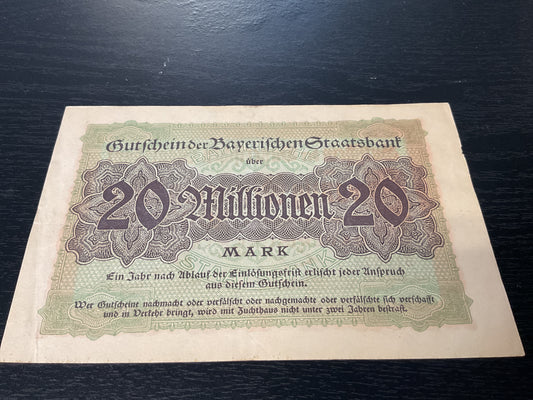 Gutschein der Bayerischen Staatsbank
über
20 Millionen 20
MARK
Ein Jahr nach Ablauf der Einlösungsfrist erlischt jeder Anspruch
aus diesem Gutschein.
Wer Gutscheine nachmacht oder verfälscht oder nachgemachte oder verfälschte sich verschafft
und in Verkehr bringt, wird mit Zuchthaus nicht unter zwei Jahren bestraft.